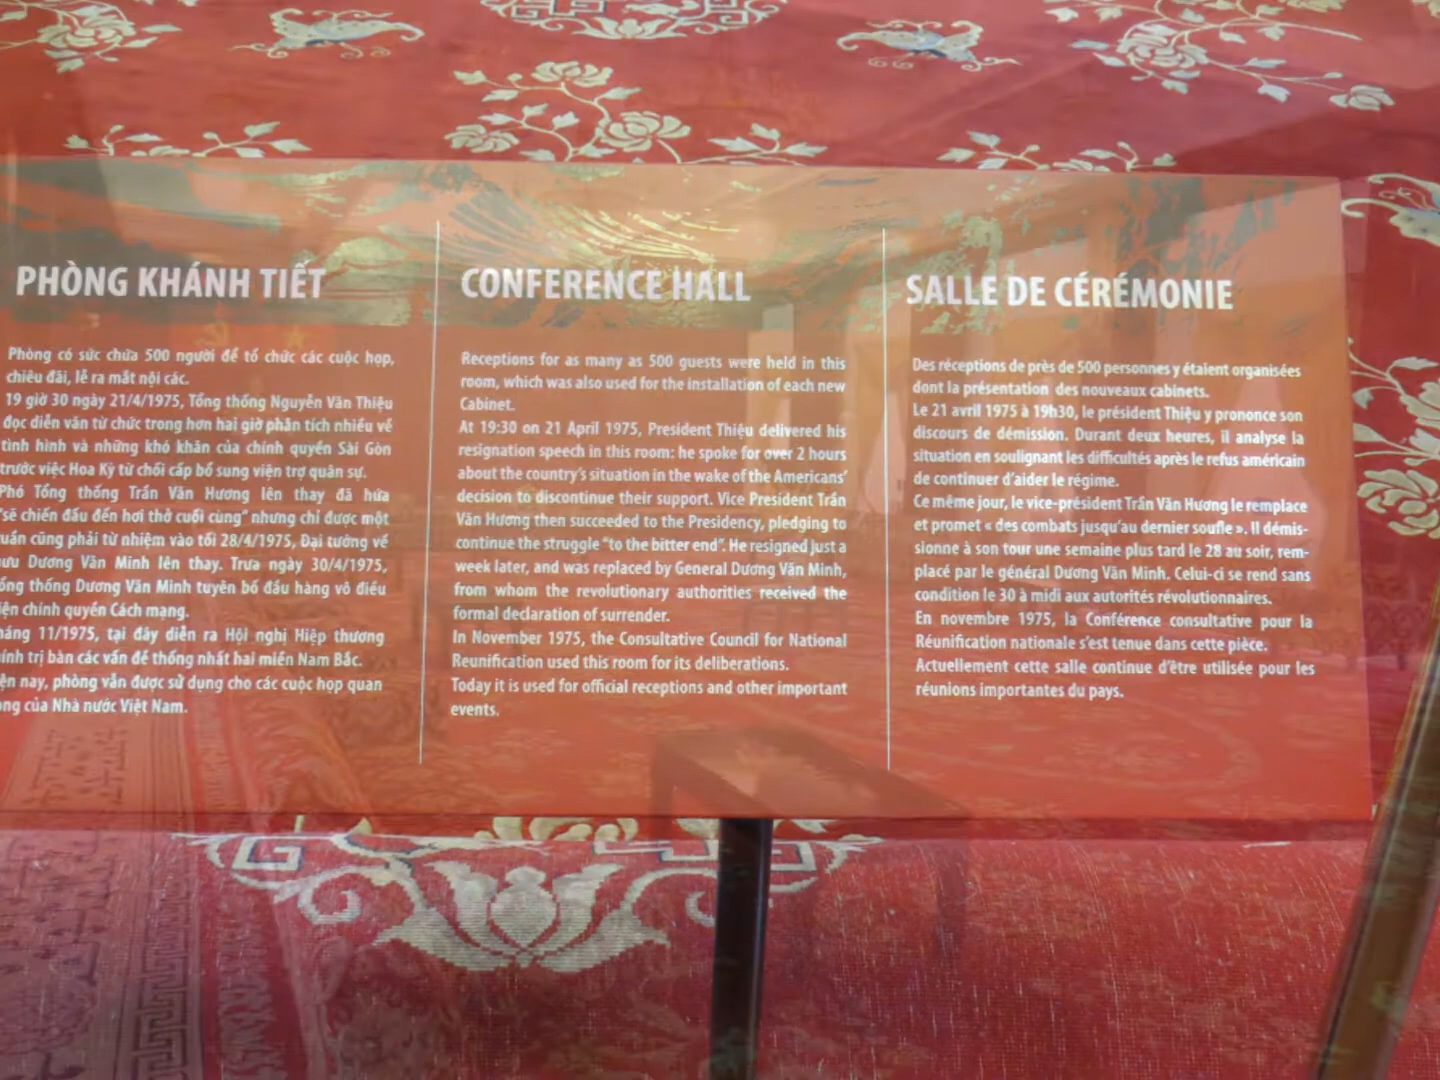 PHÒNG KHÁNH TIẾT
Phòng có sức chứa 500 người để tổ chức các cuộc họp,
chiêu đãi, lễ ra mắt nội các.
19 giờ 30 ngày 21/4/1975, Tổng thống Nguyễn Văn Thiệu
đọc diễn văn từ chức trong hơn hai giờ phân tích nhiều về
tình hình và những khó khăn của chính quyền Sài Gòn
trước việc Hoa Kỳ từ chối cấp bổ sung viện trợ quân sự.
Phó Tổng thống Trần Văn Hương lên thay đã hứa
"sẽ chiến đấu đến hơi thở cuối cùng" nhưng chỉ được một
tuần cũng phải từ nhiệm vào tối 28/4/1975, Đại tướng về
Dương Văn Minh lên thay. Trưa ngày 30/4/1975,
thống Dương Văn Minh tuyên bố đầu hàng vô điều
chính quyền Cách mạng.
11/1975, tại đây diễn ra Hội nghị Hiệp thương
trị bàn các vấn đề thống nhất hai miền Nam Bắc.
nay, phòng vẫn được sử dụng cho các cuộc họp quan
của Nhà nước Việt Nam.
CONFERENCE HALL
Receptions for as many as 500 guests were held in this
room, which was also used for the installation of each new
Cabinet.
At 19:30 on 21 April 1975, President Thiệu delivered his
resignation speech in this room: he spoke for over 2 hours
about the country's situation in the wake of the Americans'
decision to discontinue their support. Vice President Trần
Văn Hương then succeeded to the Presidency, pledging to
continue the struggle "to the bitter end". He resigned just a
week later, and was replaced by General Dương Văn Minh,
from whom the revolutionary authorities received the
formal declaration of surrender.
In November 1975, the Consultative Council for National
Reunification used this room for its deliberations.
Today it is used for official receptions and other important
events.
SALLE DE CÉRÉMONIE
Des réceptions de près de 500 personnes y étaient organisées
dont la présentation des nouveaux cabinets.
Le 21 avril 1975 à 19h30, le président Thiệu y prononce son
discours de démission. Durant deux heures, il analyse la
situation en soulignant les difficultés après le refus américain
de continuer d'aider le régime.
Ce même jour, le vice-président Trần Văn Hương le remplace
et promet « des combats jusqu'au dernier soufle ». Il démis-
sionne à son tour une semaine plus tard le 28 au soir, rem-
placé par le général Dương Văn Minh. Celui-ci se rend sans
condition le 30 à midi aux autorités révolutionnaires.
En novembre 1975, la Conférence consultative pour la
Réunification nationale s'est tenue dans cette pièce.
Actuellement cette salle continue d'être utilisée pour les
réunions importantes du pays.